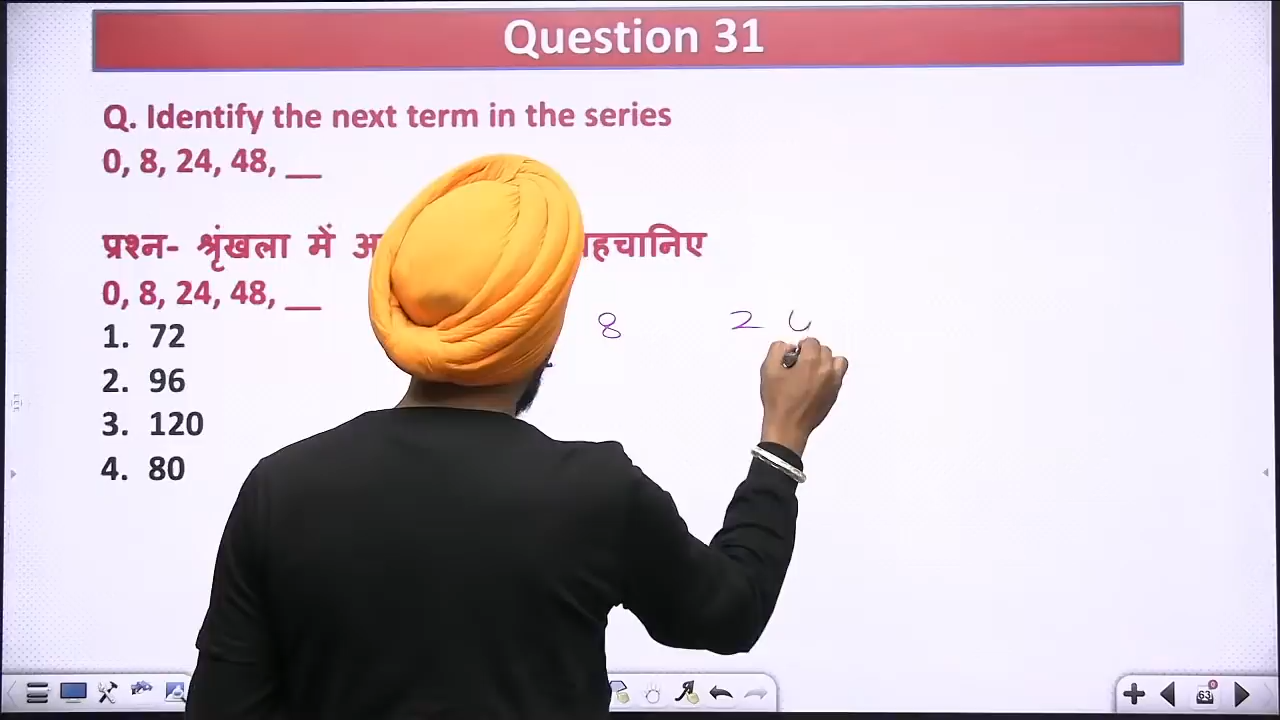 Question 31
Q. Identify the next term in the series
0, 8, 24, 48, __
प्रश्न- श्रृंखला में
0, 8, 24, 48, __
1. 72
2. 96
3. 120
4. 80
8 2
63